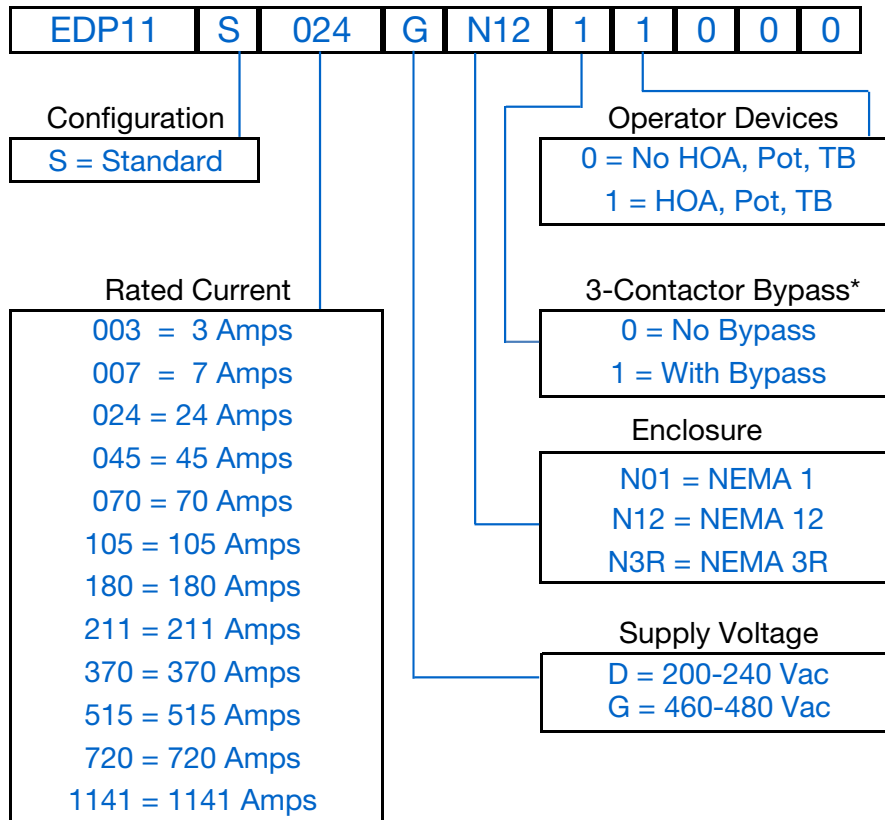 EDP11 S 024 G N12 1 1 0 0 0
Configuration
S = Standard
Operator Devices
0 = No HOA, Pot, TB
1 = HOA, Pot, TB
Rated Current
003 = 3 Amps
007 = 7 Amps
024 = 24 Amps
045 = 45 Amps
070 = 70 Amps
105 = 105 Amps
180 = 180 Amps
211 = 211 Amps
370 = 370 Amps
515 = 515 Amps
720 = 720 Amps
1141 = 1141 Amps
3-Contactor Bypass*
0 = No Bypass
1 = With Bypass
Enclosure
N01 = NEMA 1
N12 = NEMA 12
N3R = NEMA 3R
Supply Voltage
D = 200-240 Vac
G = 460-480 Vac